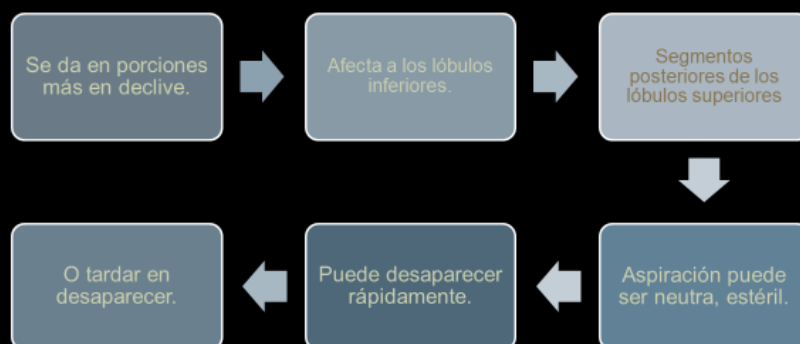 Se da en porciones
más en declive.
Afecta a los lóbulos
inferiores.
Segmentos
posteriores de los
lóbulos superiores
Aspiración puede
ser neutra, estéril.
Puede desaparecer
rápidamente.
O tardar en
desaparecer.